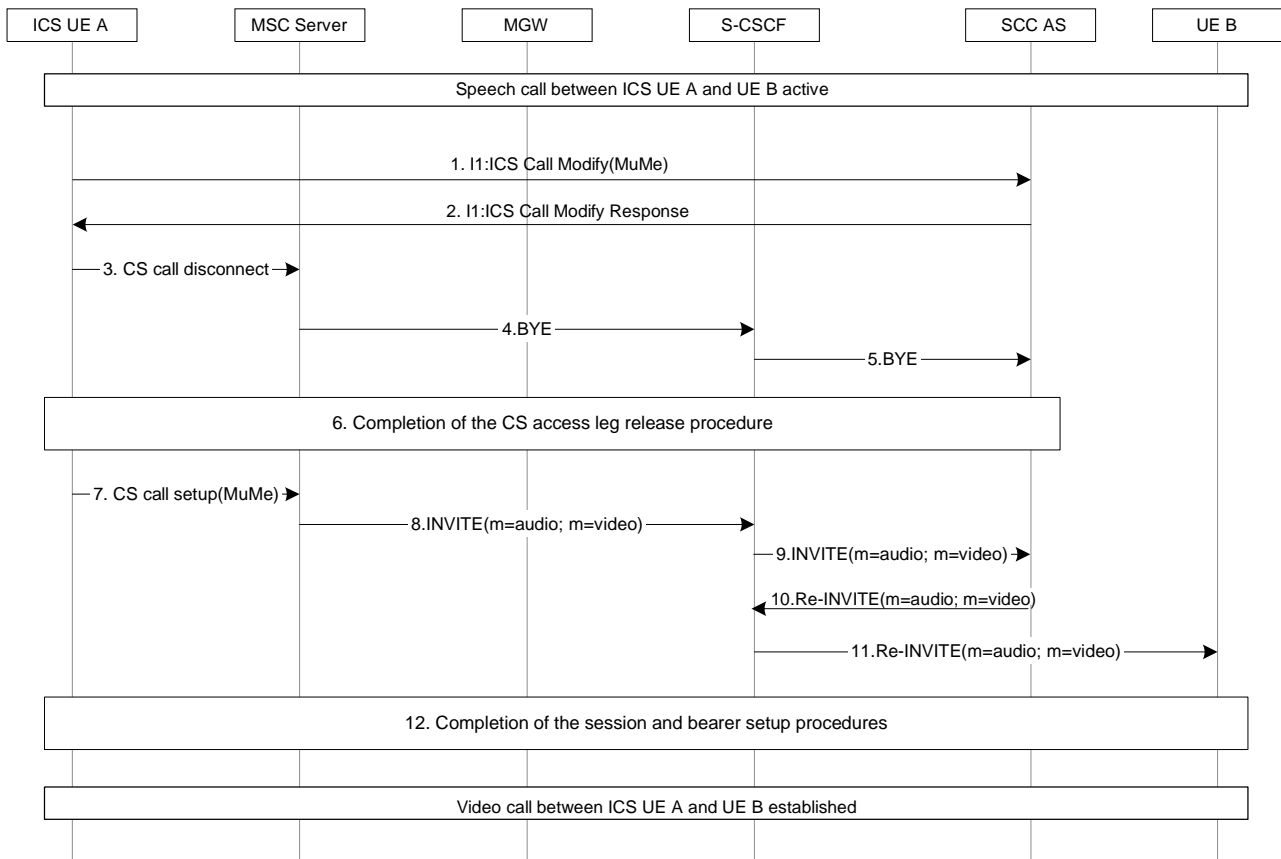 ICS UE A
MSC Server
MGW
S-CSCF
SCC AS
UE B
Speech call between ICS UE A and UE B active
1. I1:ICS Call Modify(MuMe)
2. I1:ICS Call Modify Response
3. CS call disconnect
4.BYE
5.BYE
6. Completion of the CS access leg release procedure
7. CS call setup(MuMe)
8.INVITE(m=audio; m=video)
9.INVITE(m=audio; m=video)
10.Re-INVITE(m=audio; m=video)
11.Re-INVITE(m=audio; m=video)
12. Completion of the session and bearer setup procedures
Video call between ICS UE A and UE B established